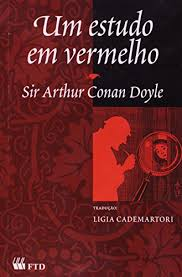 Um estudo
em vermelho
Sir Arthur Conan Doyle
TRADUÇÃO:
LIGIA CADEMARTORI
FTD